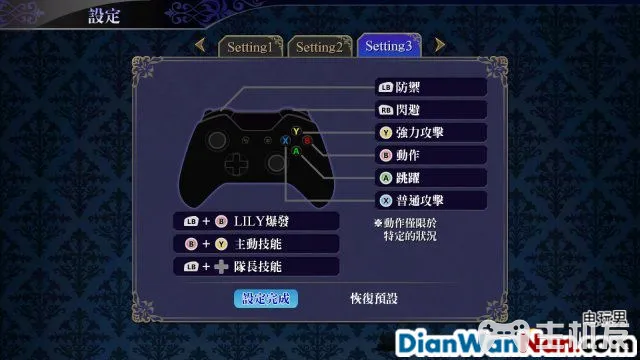 設定
Setting1
Setting2
Setting3
LB 防禦
RB 閃避
Y 強力攻擊
B 動作
A 跳躍
X 普通攻擊
Y
X
B
A
LB + B LILY爆發
B + Y 主動技能
LB + 隊長技能
※動作僅限於
特定的狀況
設定完成
恢復預設
电玩男
DianWanNan.com